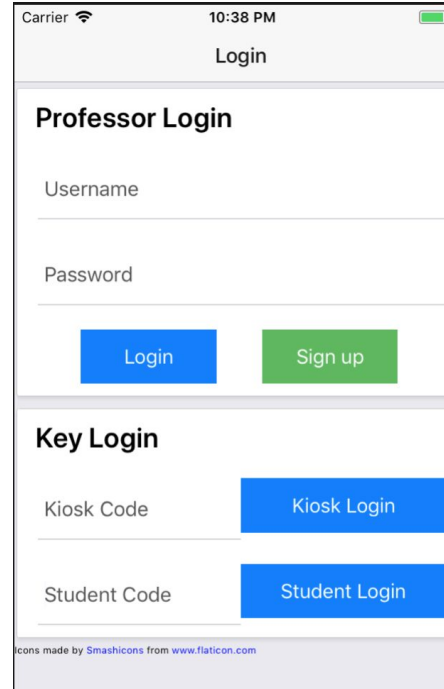 Carrier 10:38 PM
Login
Professor Login
Username
Password
Login Sign up
Key Login
Kiosk Code Kiosk Login
Student Code Student Login
Icons made by Smashicons from www.flaticon.com